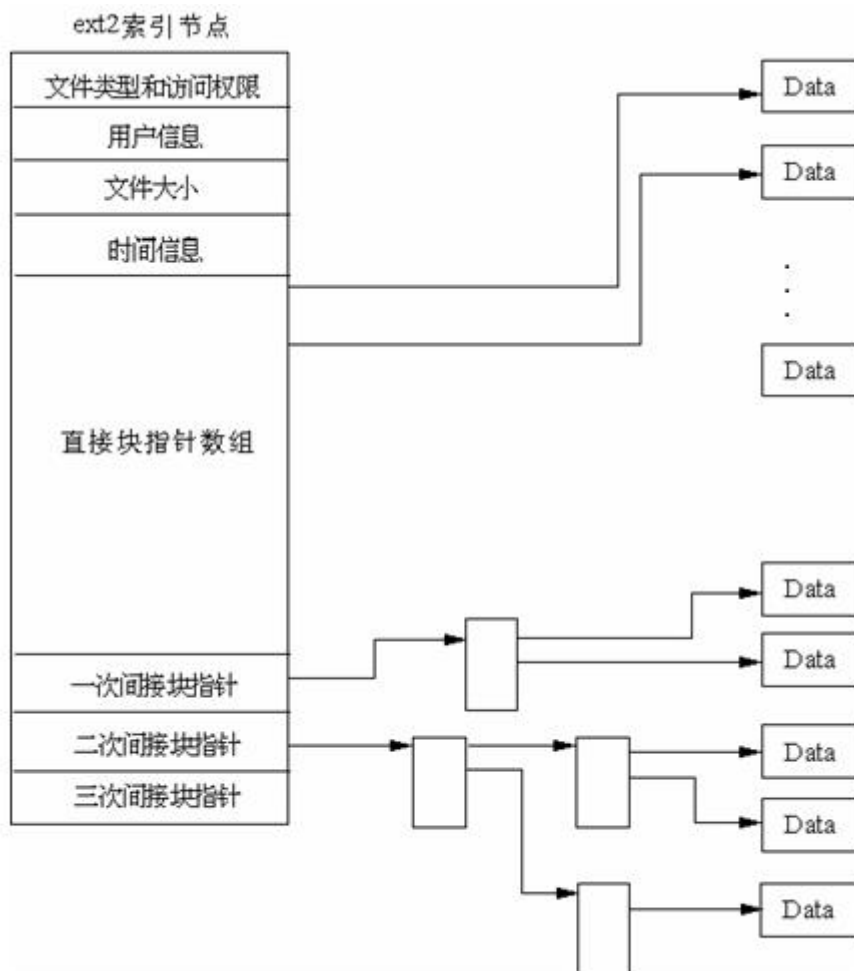 ext2索引节点
文件类型和访问权限
用户信息
文件大小
时间信息
直接块指针数组
一次间接块指针
二次间接块指针
三次间接块指针
Data
Data
Data
Data
Data
Data
Data
Data